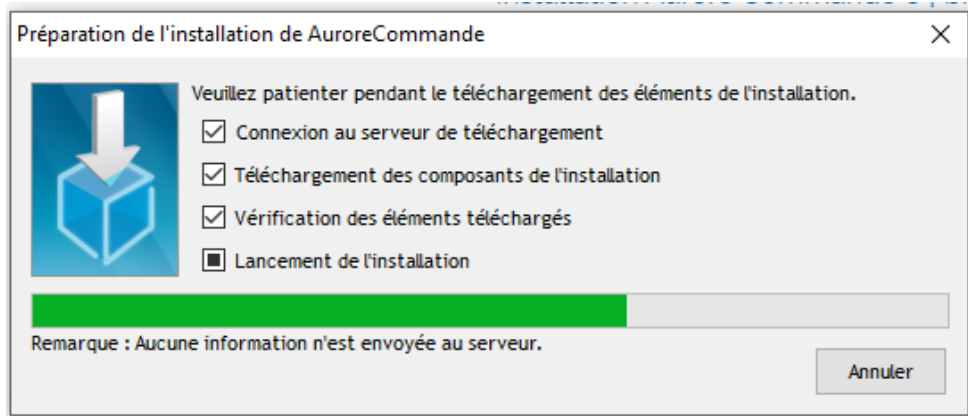 Préparation de l'installation de AuroreCommande
Veuillez patienter pendant le téléchargement des éléments de l'installation.
Connexion au serveur de téléchargement
Téléchargement des composants de l'installation
Vérification des éléments téléchargés
Lancement de l'installation
Remarque : Aucune information n'est envoyée au serveur.
Annuler